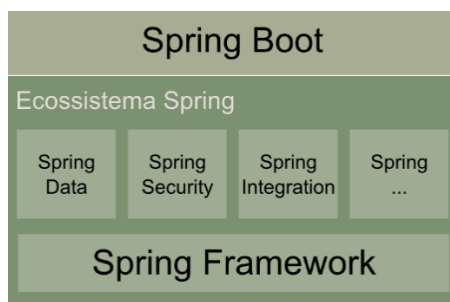 Spring Boot
Ecossistema Spring
Spring
Data
Spring
Security
Spring
Integration
Spring
...
Spring Framework